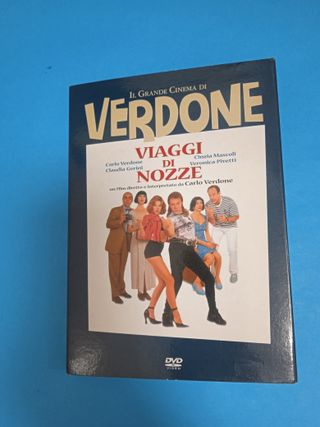 IL GRANDE CINEMA DI
VERDONE
VIAGGI
DI
NOZZE
Carlo Verdone
Claudia Gerini
Cinzia Mascoli
Veronica Pivetti
un film diretto e interpretato da Carlo Verdone
DVD
VIDEO